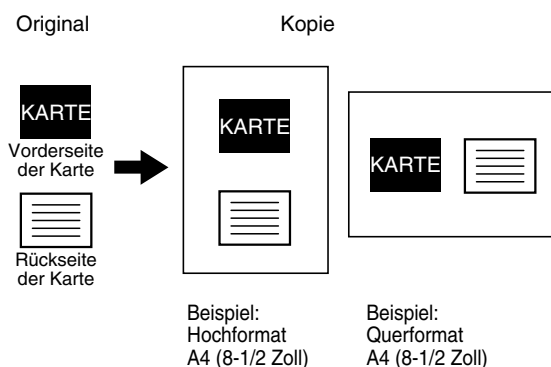 Original
Kopie
KARTE
Vorderseite
der Karte
Rückseite
der Karte
KARTE
KARTE
Beispiel:
Hochformat
A4 (8-1/2 Zoll)
Beispiel:
Querformat
A4 (8-1/2 Zoll)